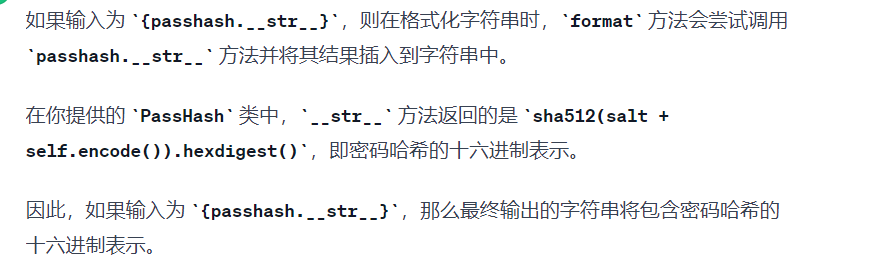 如果输入为 `{passhash.__str__}`，则在格式化字符串时，`format` 方法会尝试调用
`passhash.__str__` 方法并将其结果插入到字符串中。
在你提供的 `PassHash` 类中，`__str__` 方法返回的是 `sha512(salt +
self.encode()).hexdigest()`，即密码哈希的十六进制表示。
因此，如果输入为 `{passhash.__str__}`，那么最终输出的字符串将包含密码哈希的
十六进制表示。